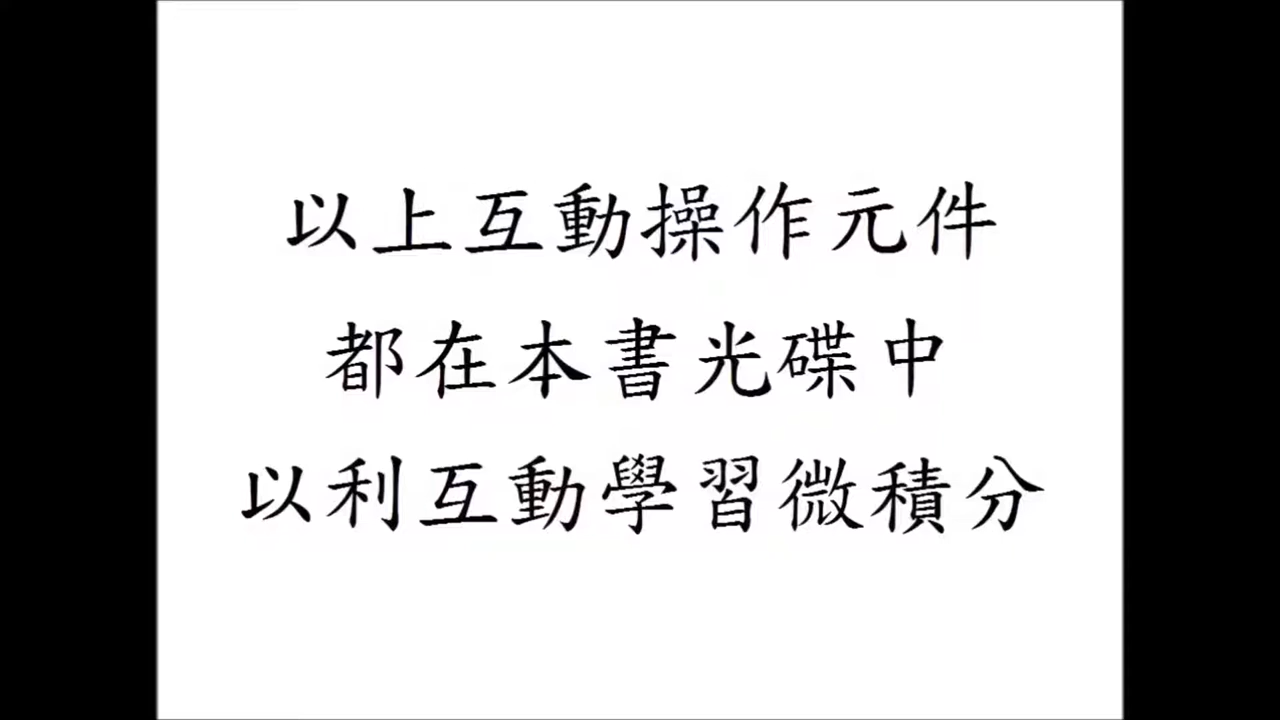 以上互動操作元件
都在本書光碟中
以利互動學習微積分